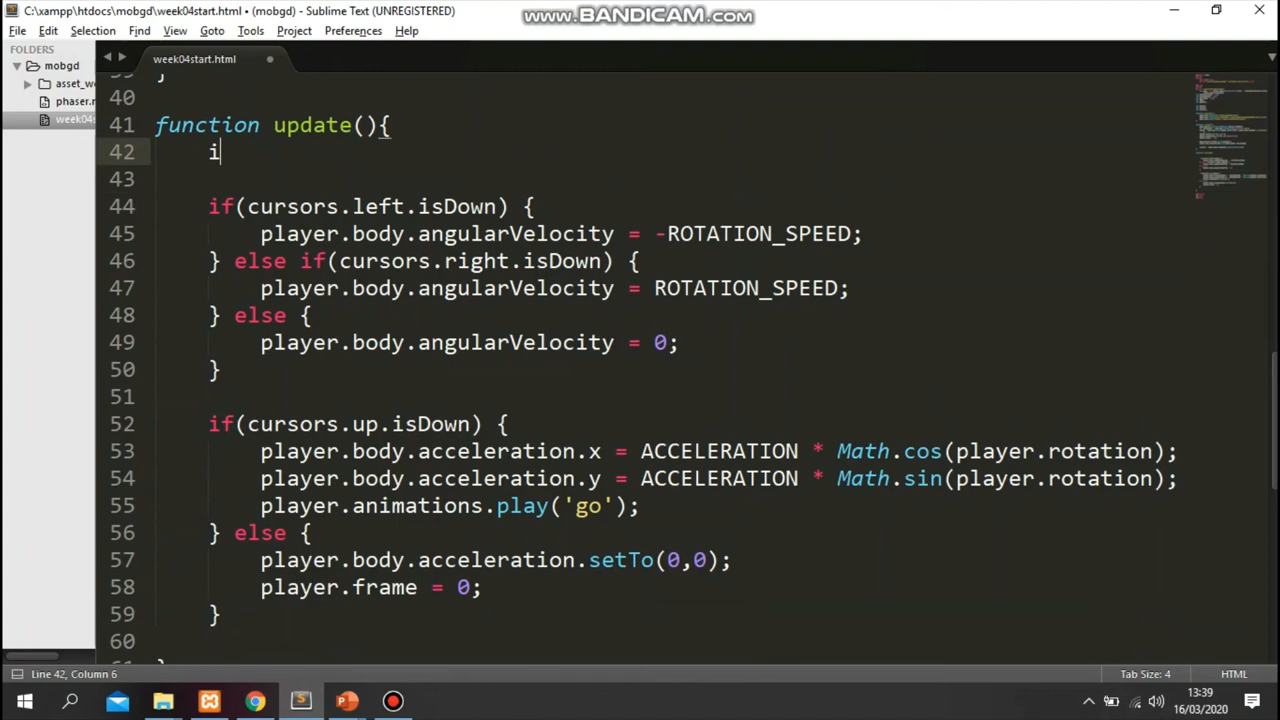 C:\xampp\htdocs\mobgd\week04start.html • (mobgd) - Sublime Text (UNREGISTERED)
www.BANDICAM.com
File Edit Selection Find View Goto Tools Project Preferences Help
FOLDERS
mobgd
asset_w
phaser.r
week04s
week04start.html
40
41 function update(){
42 i
43
44 if(cursors.left.isDown) {
45 player.body.angularVelocity = -ROTATION_SPEED;
46 } else if(cursors.right.isDown) {
47 player.body.angularVelocity = ROTATION_SPEED;
48 } else {
49 player.body.angularVelocity = 0;
50 }
51
52 if(cursors.up.isDown) {
53 player.body.acceleration.x = ACCELERATION * Math.cos(player.rotation);
54 player.body.acceleration.y = ACCELERATION * Math.sin(player.rotation);
55 player.animations.play('go');
56 } else {
57 player.body.acceleration.setTo(0,0);
58 player.frame = 0;
59 }
60
Line 42, Column 6
Tab Size: 4
HTML
13:39
16/03/2020